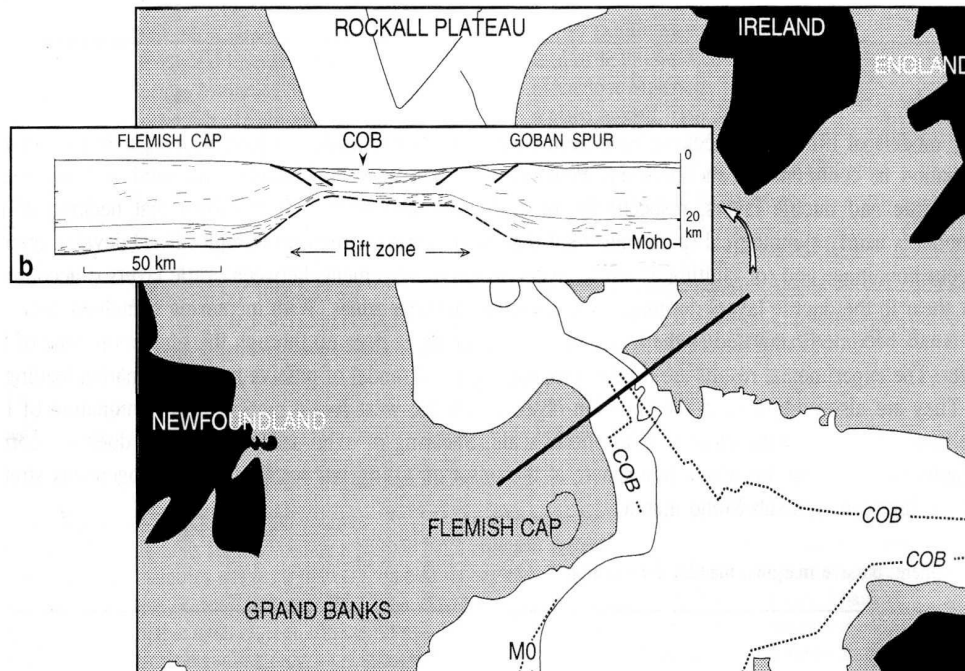 ROCKALL PLATEAU
IRELAND
ENGLAND
FLEMISH CAP
COB
GOBAN SPUR
0
20
km
Moho
Rift zone
b
50 km
NEWFOUNDLAND
COB
FLEMISH CAP
COB
COB
GRAND BANKS
M0